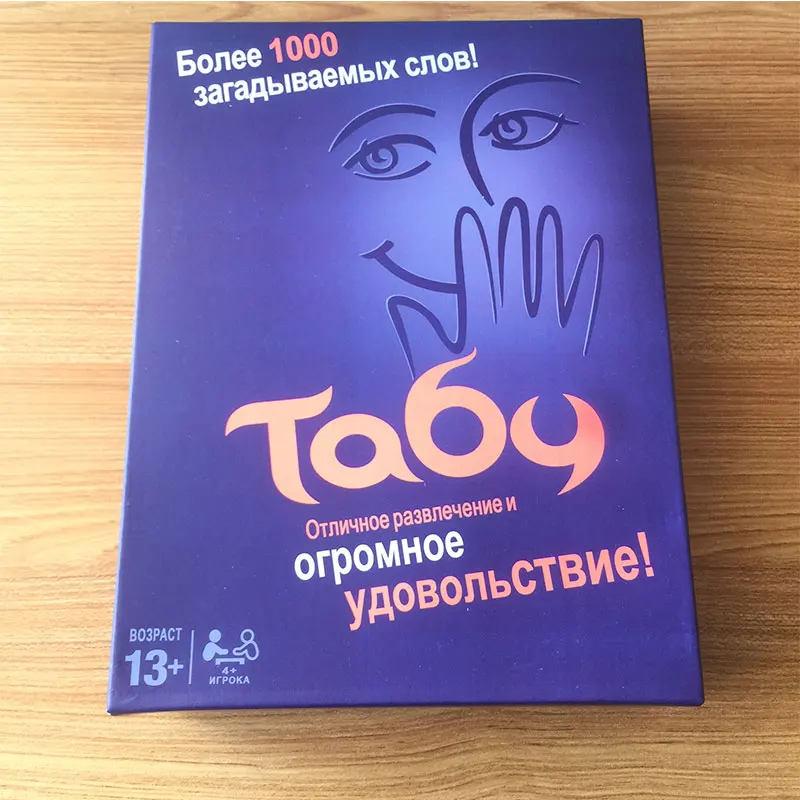 Более 1000
загадываемых слов!
Табу
Отличное развлечение и
огромное
удовольствие!
ВОЗРАСТ
13+
4+
ИГРОКА